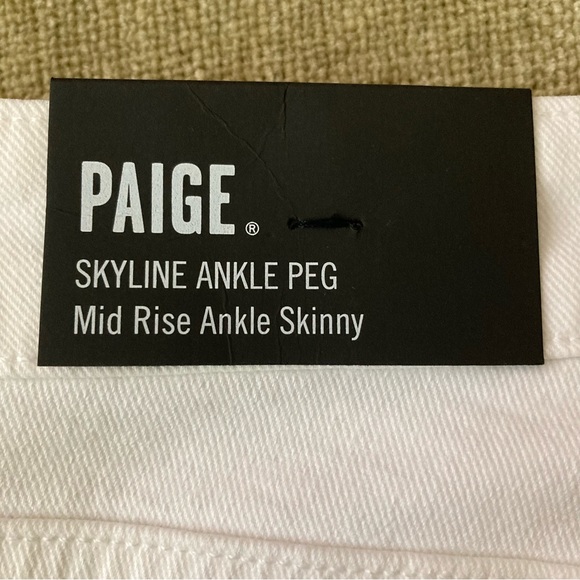 PAIGE®
SKYLINE ANKLE PEG
Mid Rise Ankle Skinny